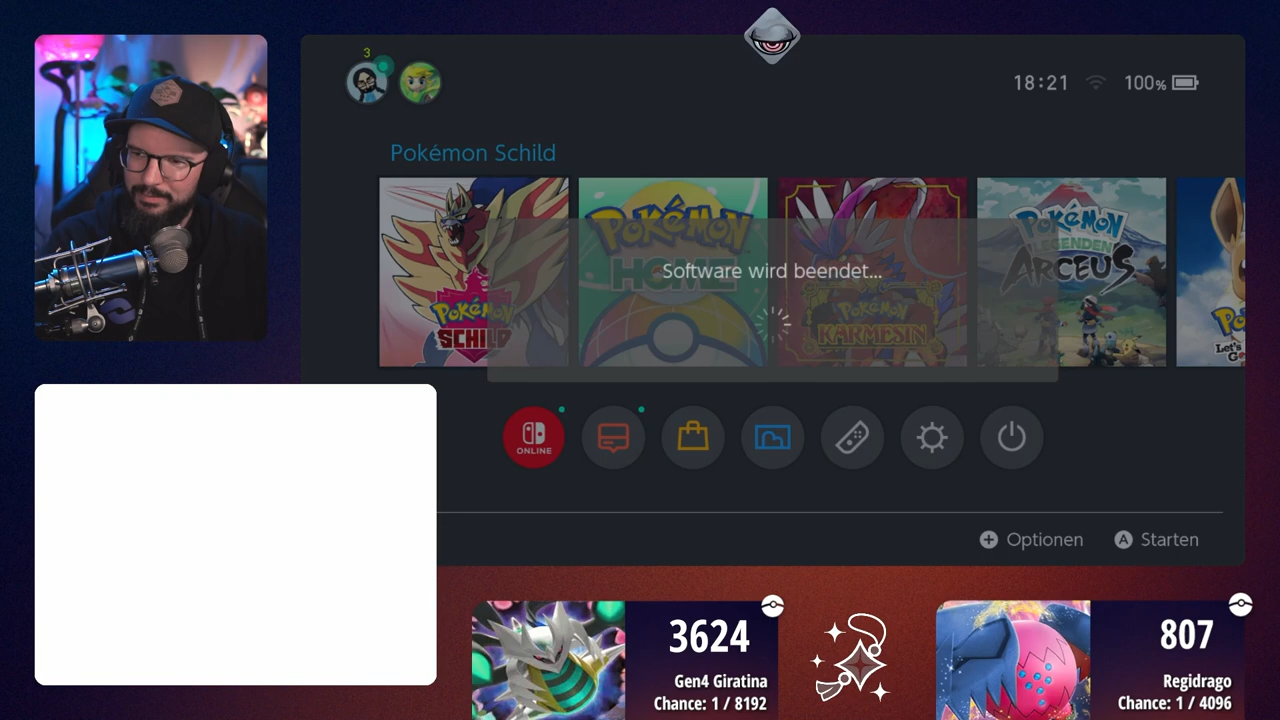 3
18:21
100%
Pokémon Schild
POKÉMON
SCHILD
POKÉMON
HOME
POKÉMON
KARMESIN
POKÉMON
LEGENDEN
ARCEUS
Let's
Software wird beendet...
ONLINE
Optionen
A Starten
3624
Gen4 Giratina
Chance: 1 / 8192
807
Regidrago
Chance: 1 / 4096